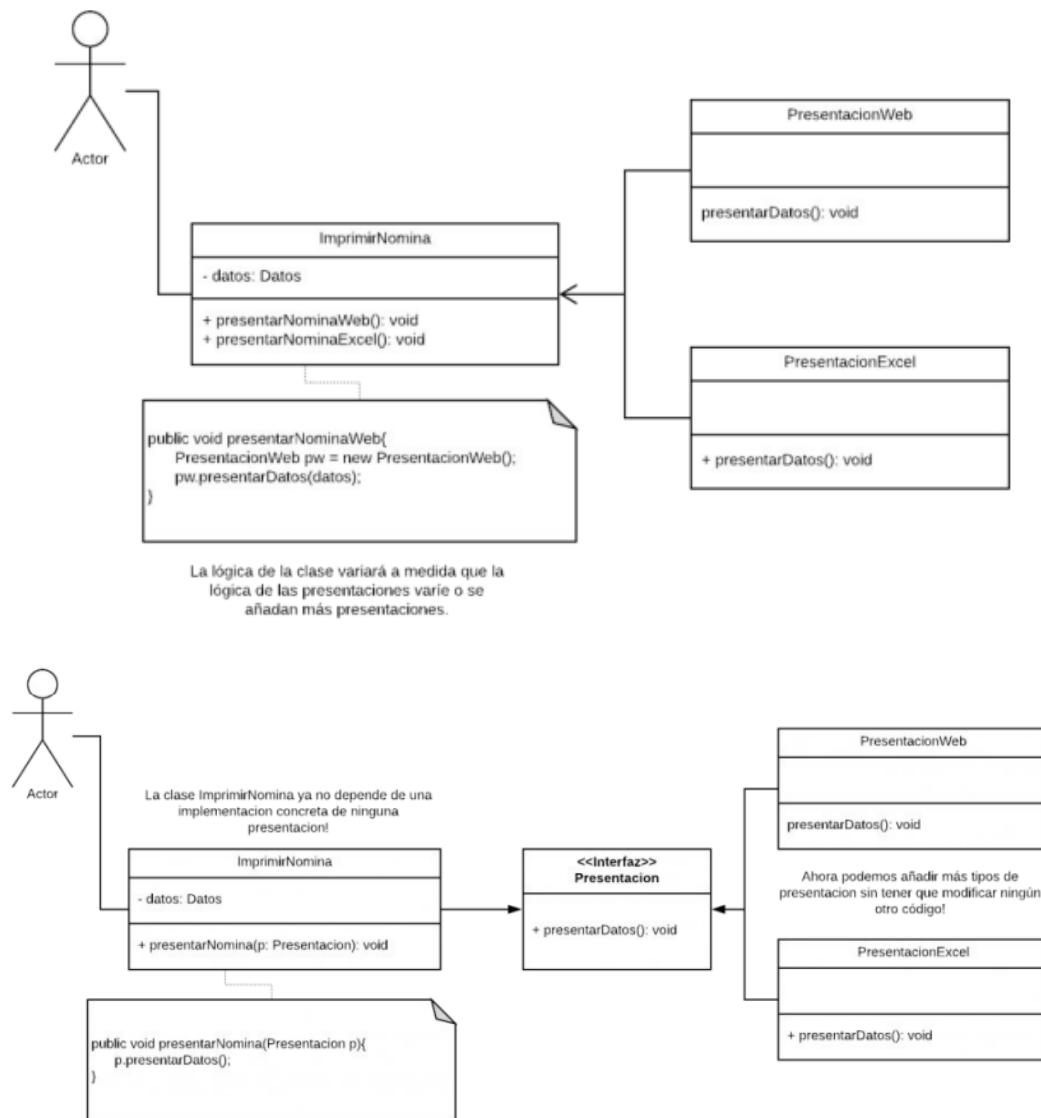 Actor
PresentacionWeb
presentarDatos(): void
ImprimirNomina
- datos: Datos
+ presentarNominaWeb(): void
+ presentarNominaExcel(): void
PresentacionExcel
+ presentarDatos(): void
public void presentarNominaWeb{
PresentacionWeb pw = new PresentacionWeb();
pw.presentarDatos(datos);
}
La lógica de la clase variará a medida que la
lógica de las presentaciones varíe o se
añadan más presentaciones.
Actor
La clase ImprimirNomina ya no depende de una
implementacion concreta de ninguna
presentacion!
ImprimirNomina
- datos: Datos
+ presentarNomina(p: Presentacion): void
<<Interfaz>>
Presentacion
+ presentarDatos(): void
PresentacionWeb
presentarDatos(): void
Ahora podemos añadir más tipos de
presentacion sin tener que modificar ningún
otro código!
PresentacionExcel
+ presentarDatos(): void
public void presentarNomina(Presentacion p){
p.presentarDatos();
}